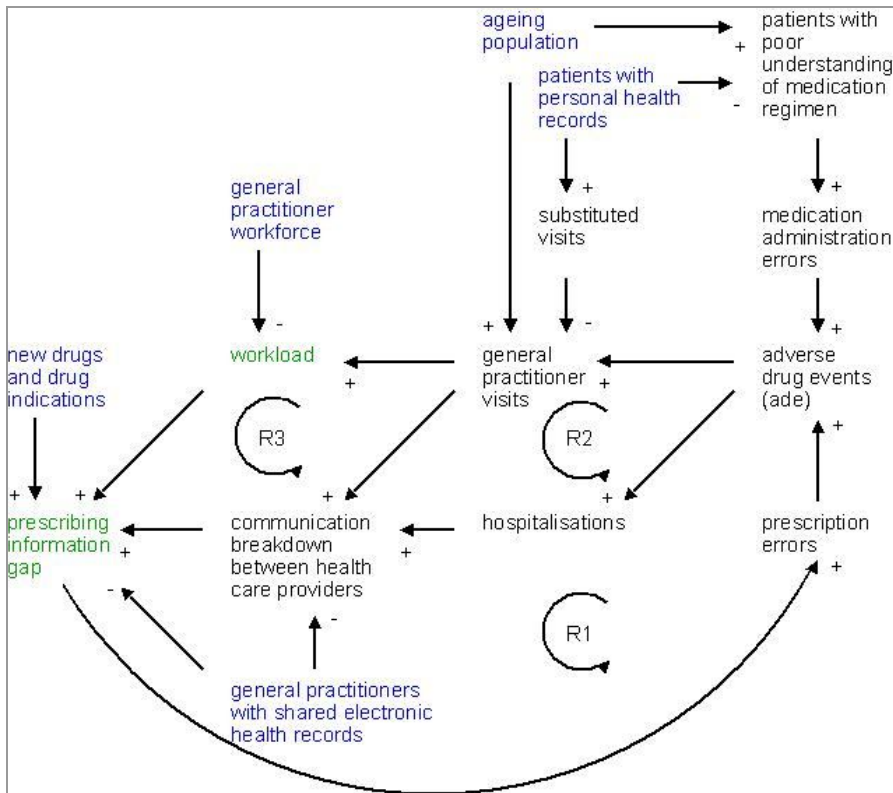 ageing
population
+
patients with
poor
understanding
of medication
regimen
patients with
personal health
records
-
general
practitioner
workforce
+
substituted
visits
+
medication
administration
errors
-
+
-
+
new drugs
and drug
indications
workload
+
general
practitioner
visits
+
adverse
drug events
(ade)
R3
R2
+
+
+
+
+
+
prescribing
information
gap
+
communication
breakdown
between health
care providers
+
hospitalisations
prescription
errors
+
-
-
R1
general practitioners
with shared electronic
health records